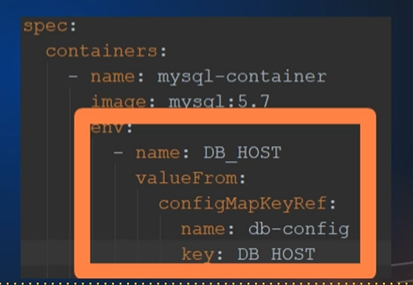 spec:
containers:
- name: mysql-container
image: mysql:5.7
env:
- name: DB_HOST
valueFrom:
configMapKeyRef:
name: db-config
key: DB_HOST